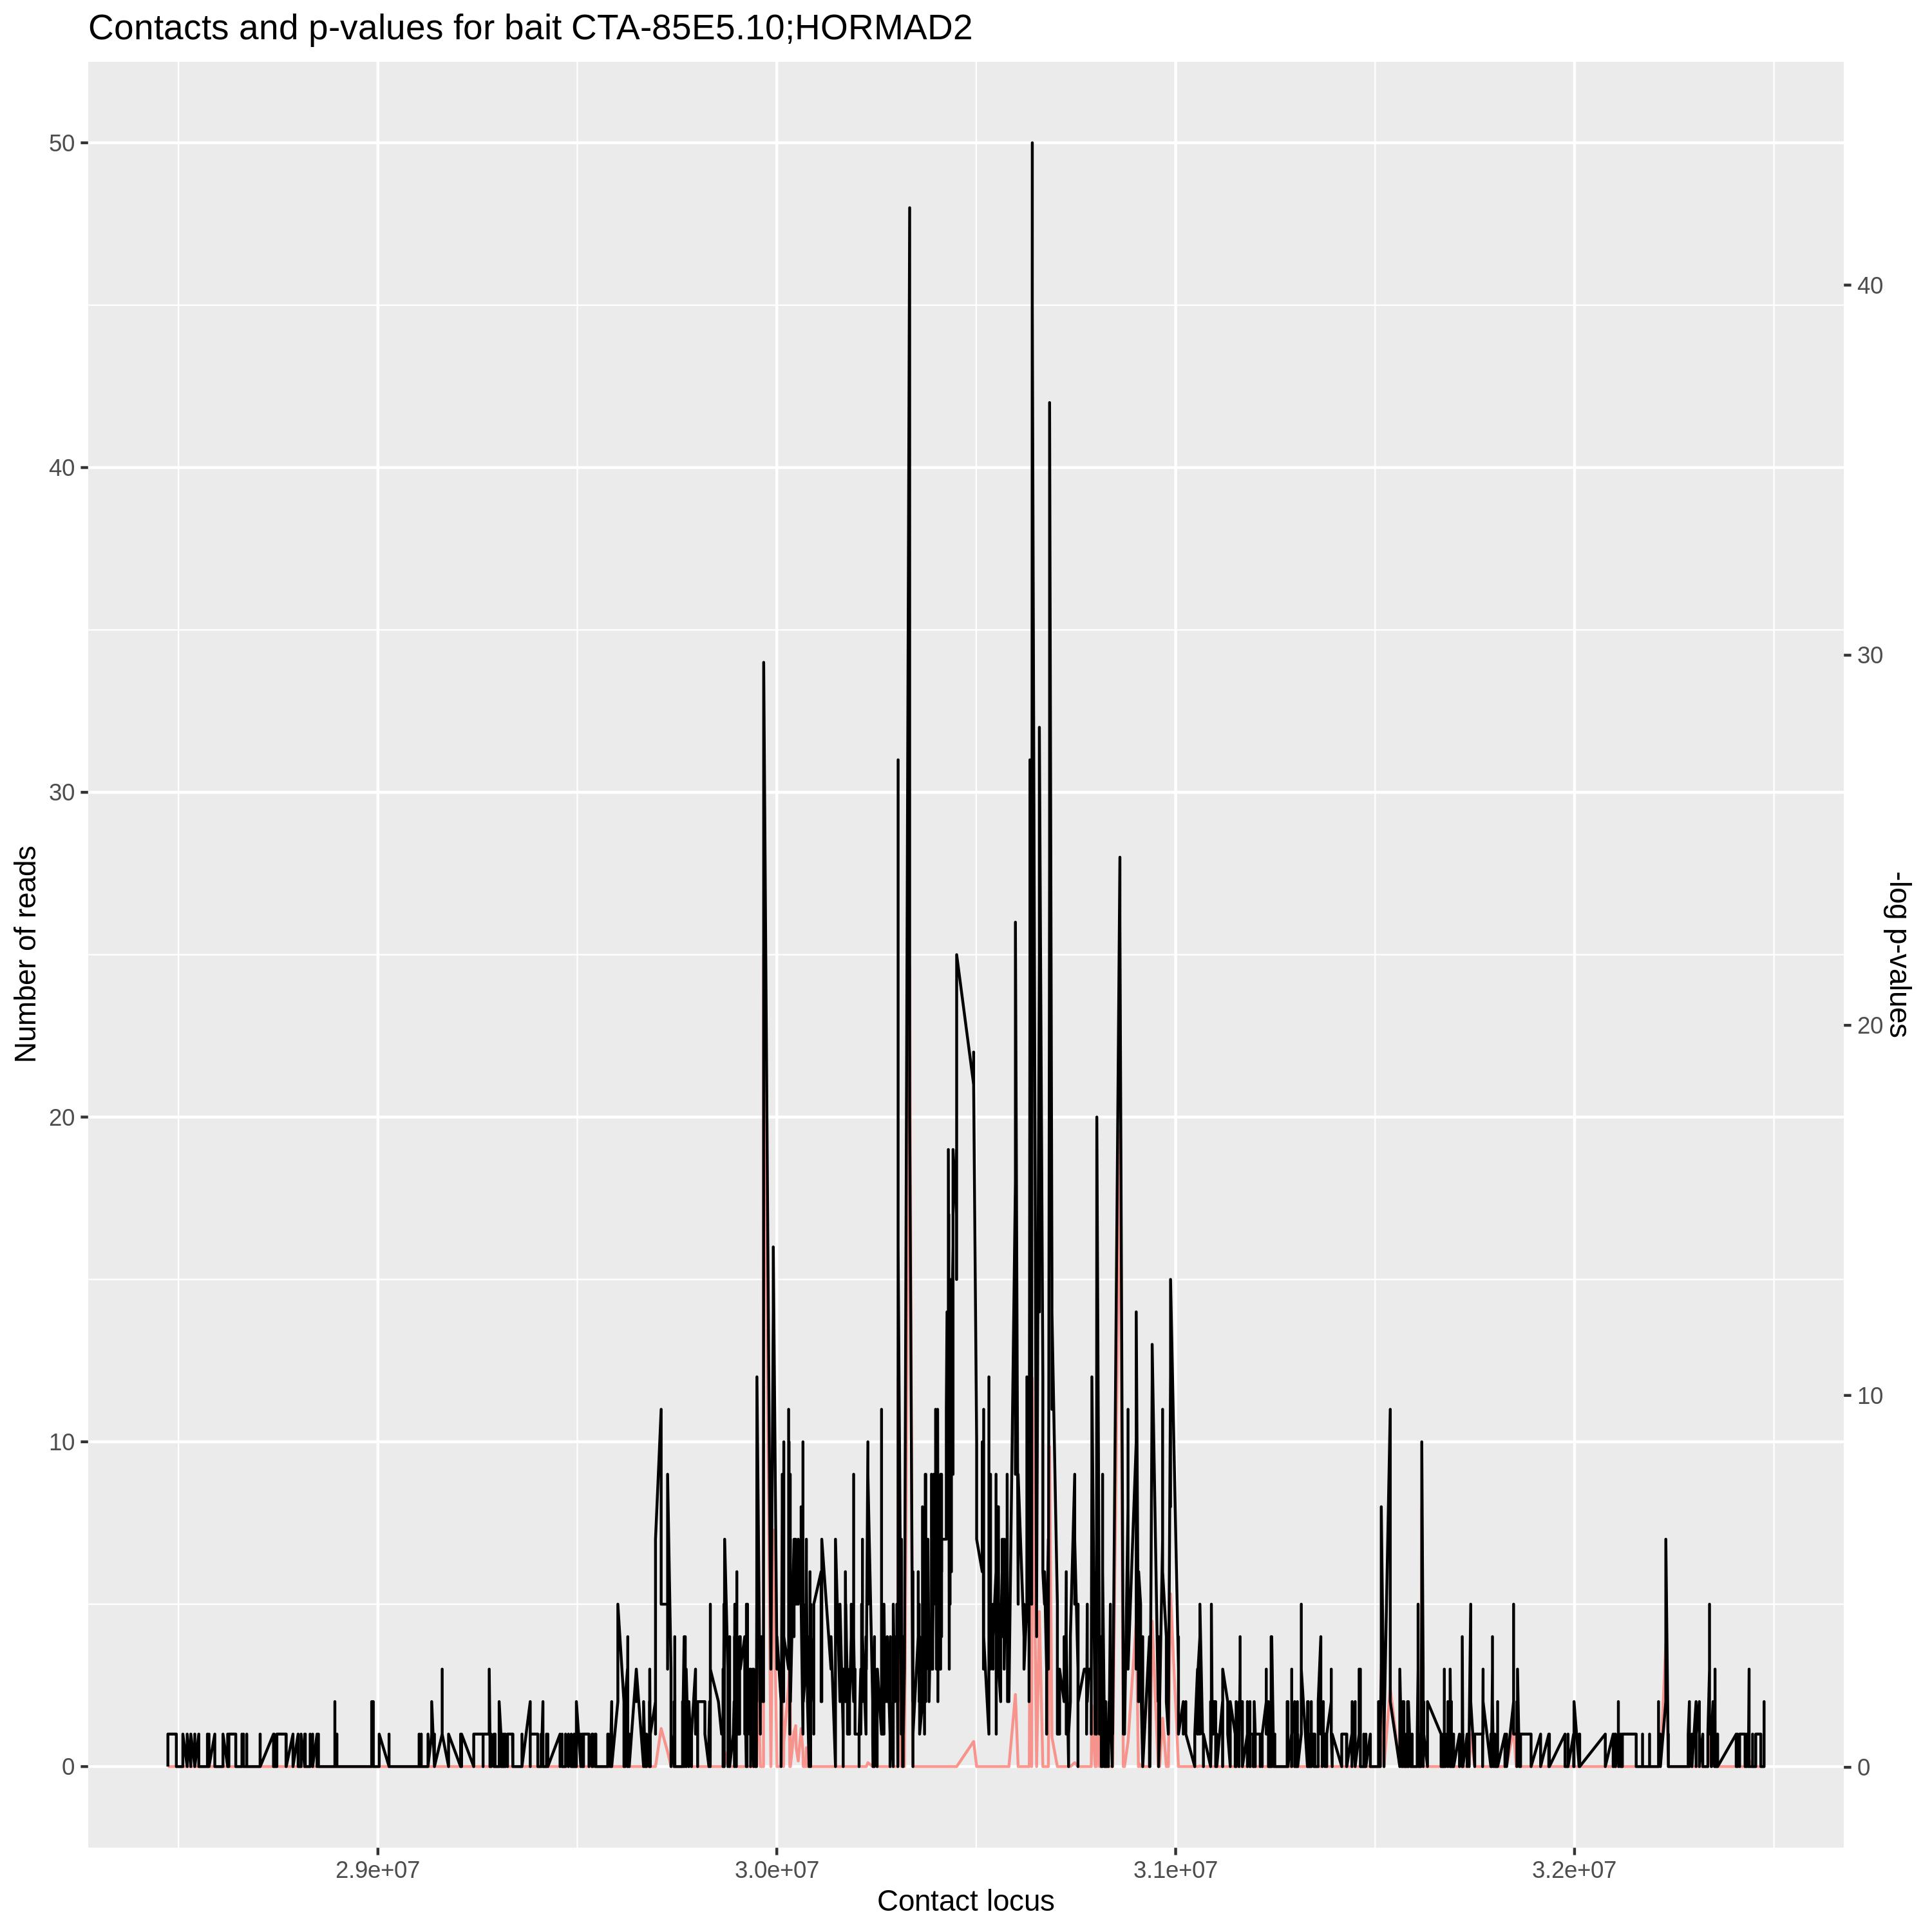 Contacts and p-values for bait CTA-85E5.10;HORMAD2
50
40
30
20
10
0
Number of reads
40
30
20
10
0
-log p-values
2.9e+07
3.0e+07
3.1e+07
3.2e+07
Contact locus